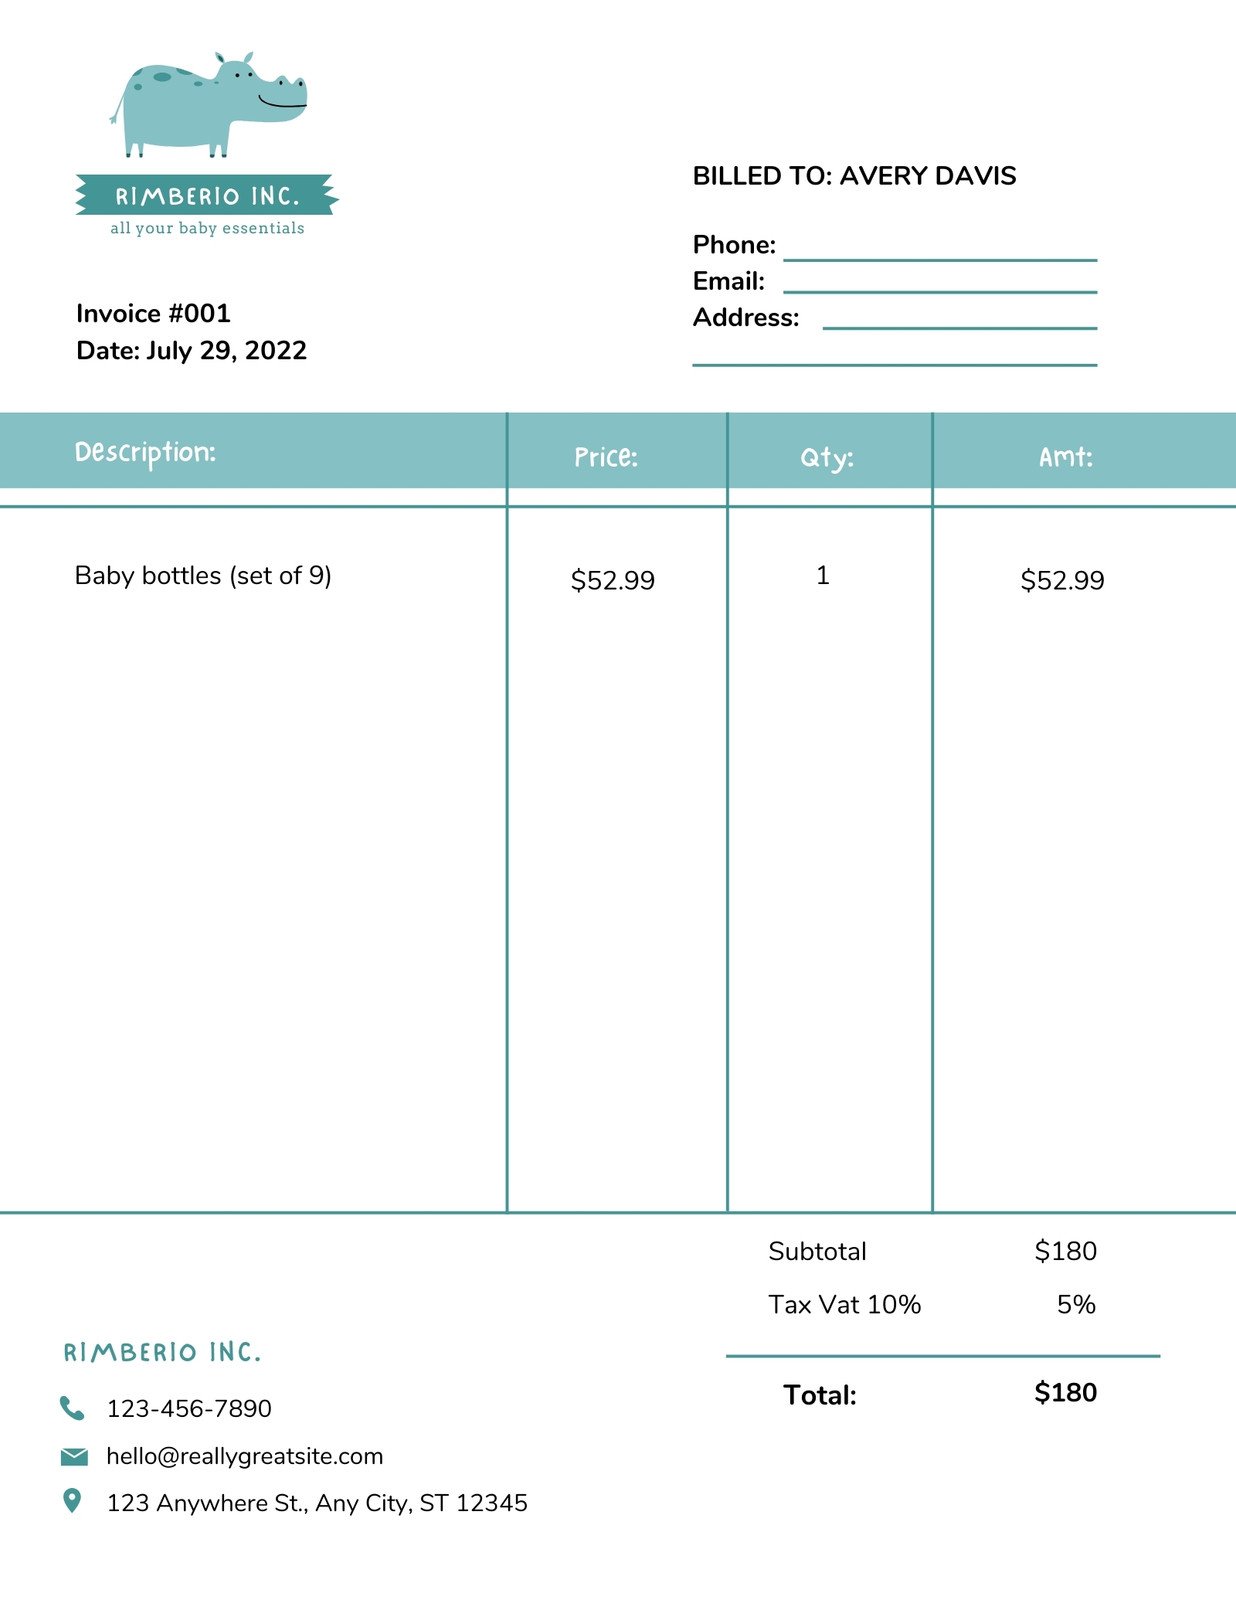 RIMBERIO INC.
all your baby essentials
BILLED TO: AVERY DAVIS
Phone:
Email:
Address:
Invoice #001
Date: July 29, 2022
Description: Price: Qty: Amt:
Baby bottles (set of 9) $52.99 1 $52.99
Subtotal $180
Tax Vat 10% 5%
Total: $180
RIMBERIO INC.
123-456-7890
hello@reallygreatsite.com
123 Anywhere St., Any City, ST 12345